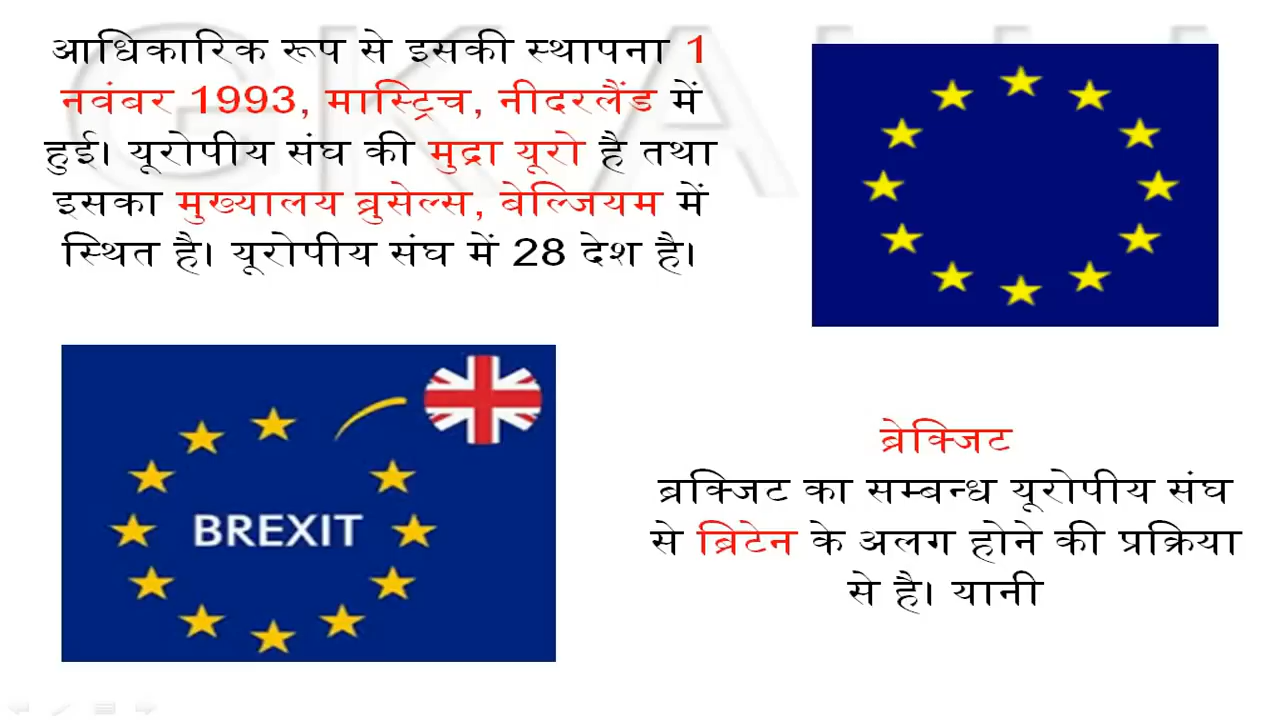 आधिकारिक रूप से इसकी स्थापना 1
नवंबर 1993, मास्ट्रिच, नीदरलैंड में
हुई। यूरोपीय संघ की मुद्रा यूरो है तथा
इसका मुख्यालय ब्रुसेल्स, बेल्जियम में
स्थित है। यूरोपीय संघ में 28 देश है।
BREXIT
ब्रेक्जिट
ब्रक्जिट का सम्बन्ध यूरोपीय संघ
से ब्रिटेन के अलग होने की प्रक्रिया
से है। यानी